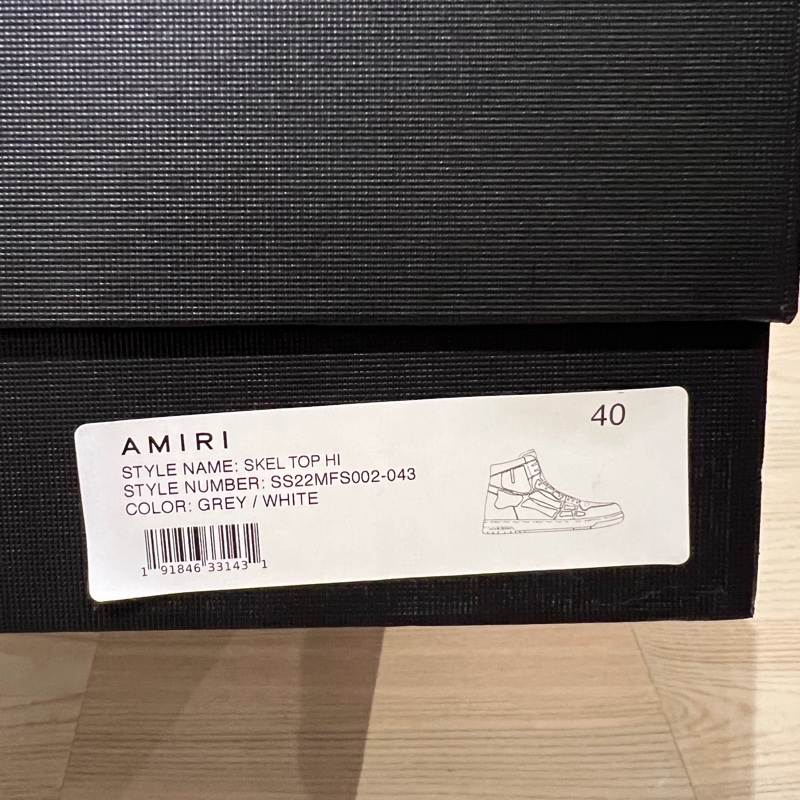 AMIRI
40
STYLE NAME: SKEL TOP HI
STYLE NUMBER: SS22MFS002-043
COLOR: GREY / WHITE
1 91846 33143 1